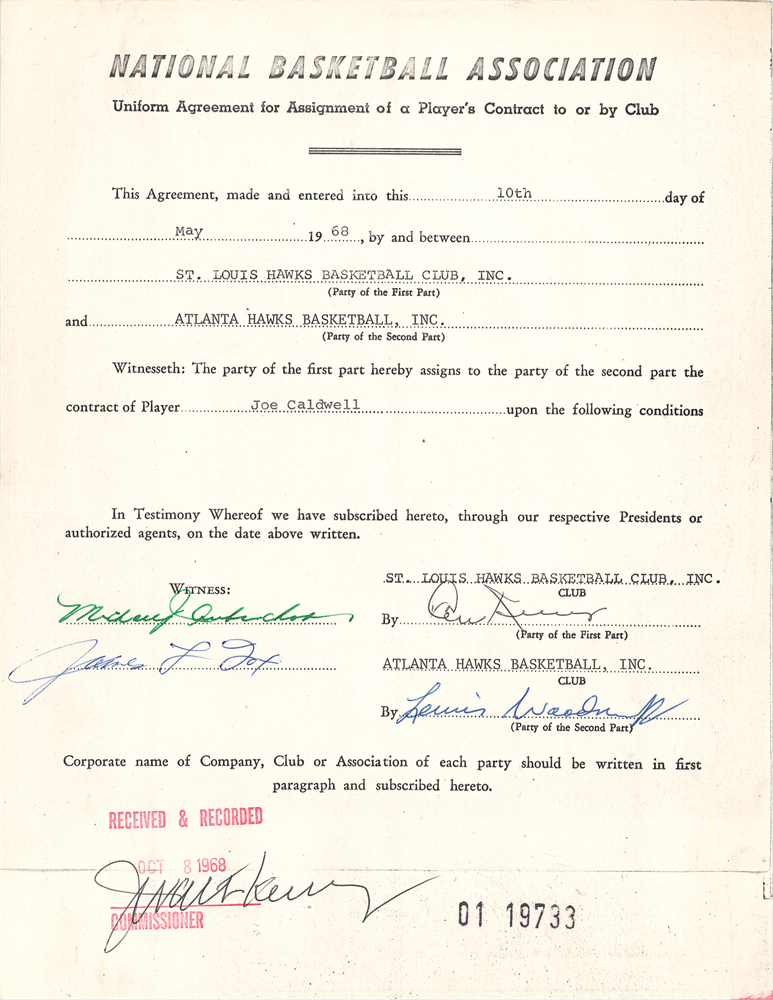 NATIONAL BASKETBALL ASSOCIATION
Uniform Agreement for Assignment of a Player's Contract to or by Club
This Agreement, made and entered into this 10th day of
May 1968, by and between
ST. LOUIS HAWKS BASKETBALL CLUB, INC.
(Party of the First Part)
and ATLANTA HAWKS BASKETBALL, INC.
(Party of the Second Part)
Witnesseth: The party of the first part hereby assigns to the party of the second part the
contract of Player Joe Caldwell upon the following conditions
In Testimony Whereof we have subscribed hereto, through our respective Presidents or
authorized agents, on the date above written.
ST. LOUIS HAWKS BASKETBALL CLUB, INC.
WITNESS:
CLUB
By
(Party of the First Part)
James L Fox
ATLANTA HAWKS BASKETBALL, INC.
CLUB
By
(Party of the Second Part)
Corporate name of Company, Club or Association of each party should be written in first
paragraph and subscribed hereto.
RECEIVED & RECORDED
OCT 8 1968
J Walt Kennedy
COMMISSIONER
01 19733